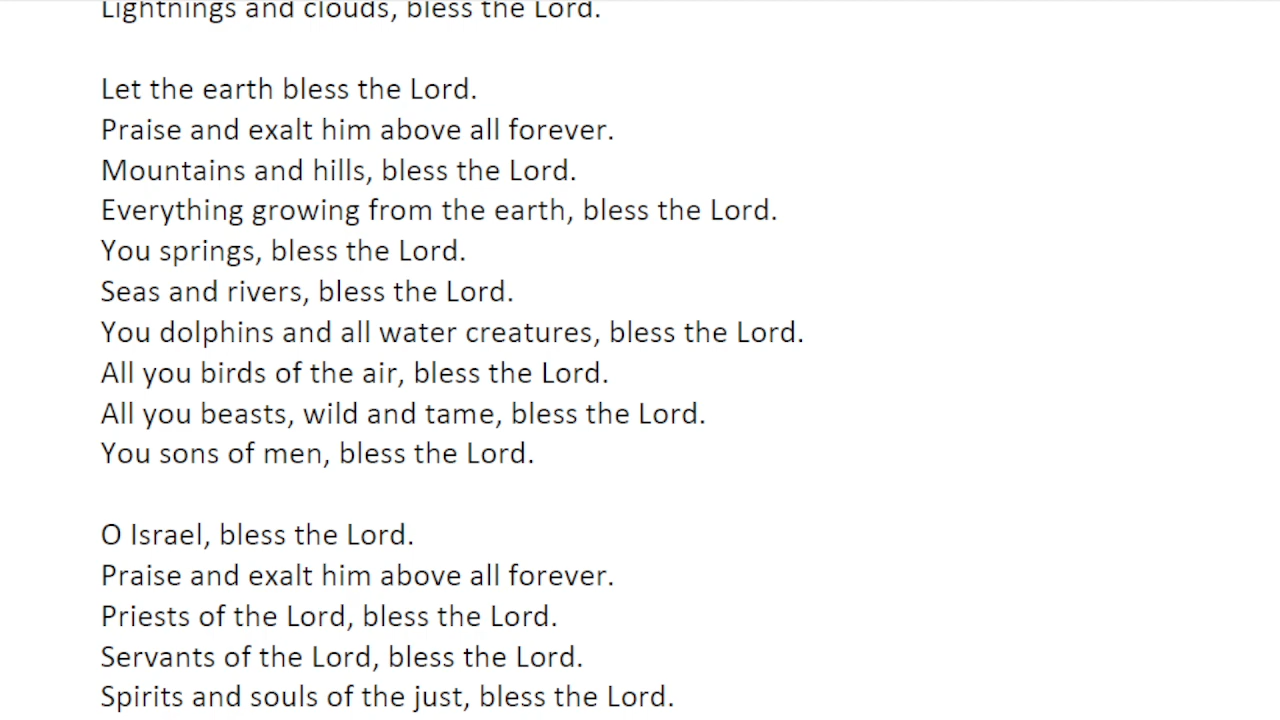 Lightnings and clouds, bless the Lord.
Let the earth bless the Lord.
Praise and exalt him above all forever.
Mountains and hills, bless the Lord.
Everything growing from the earth, bless the Lord.
You springs, bless the Lord.
Seas and rivers, bless the Lord.
You dolphins and all water creatures, bless the Lord.
All you birds of the air, bless the Lord.
All you beasts, wild and tame, bless the Lord.
You sons of men, bless the Lord.
O Israel, bless the Lord.
Praise and exalt him above all forever.
Priests of the Lord, bless the Lord.
Servants of the Lord, bless the Lord.
Spirits and souls of the just, bless the Lord.